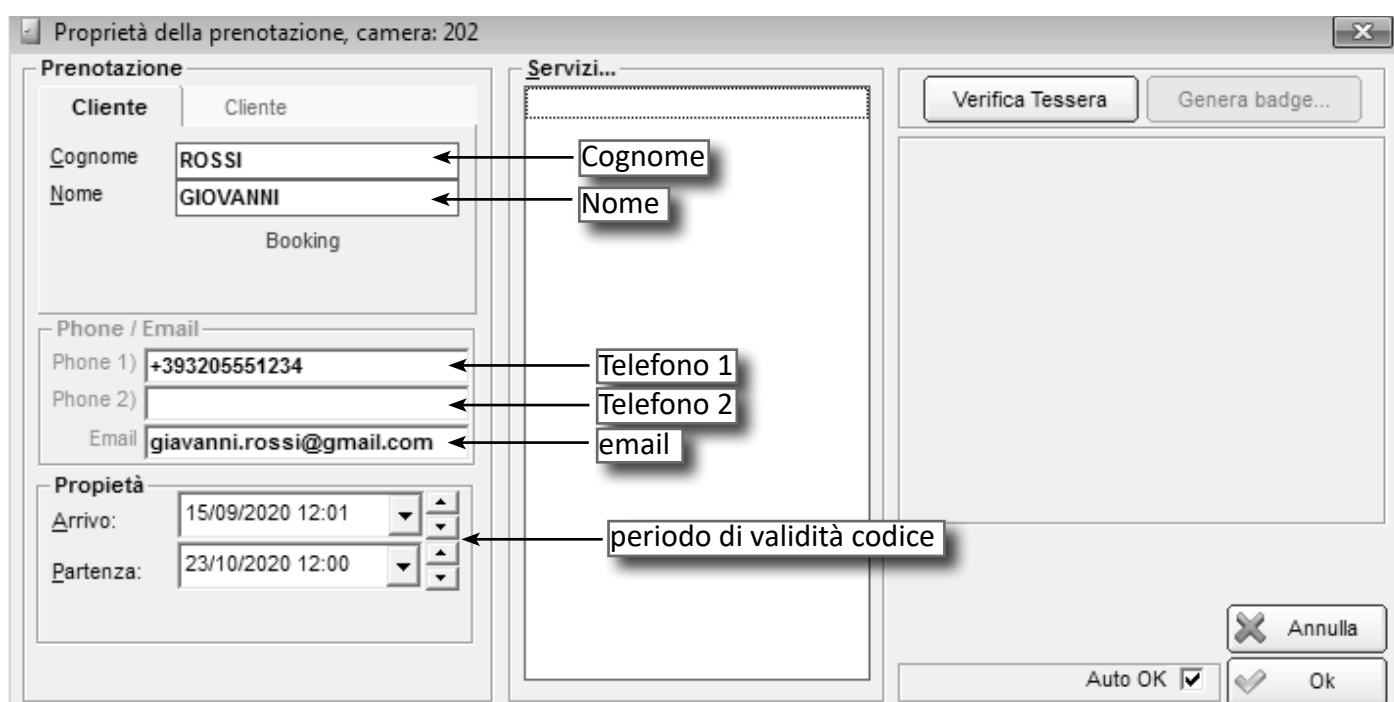 Proprietà della prenotazione, camera: 202
Prenotazione
Cliente
Cliente
Cognome
ROSSI
Nome
GIOVANNI
Booking
Phone / Email
Phone 1)
+393205551234
Phone 2)
Email
giavanni.rossi@gmail.com
Propietà
Arrivo:
15/09/2020 12:01
Partenza:
23/10/2020 12:00
Servizi...
Cognome
Nome
Telefono 1
Telefono 2
email
periodo di validità codice
Verifica Tessera
Genera badge...
Annulla
Auto OK
Ok